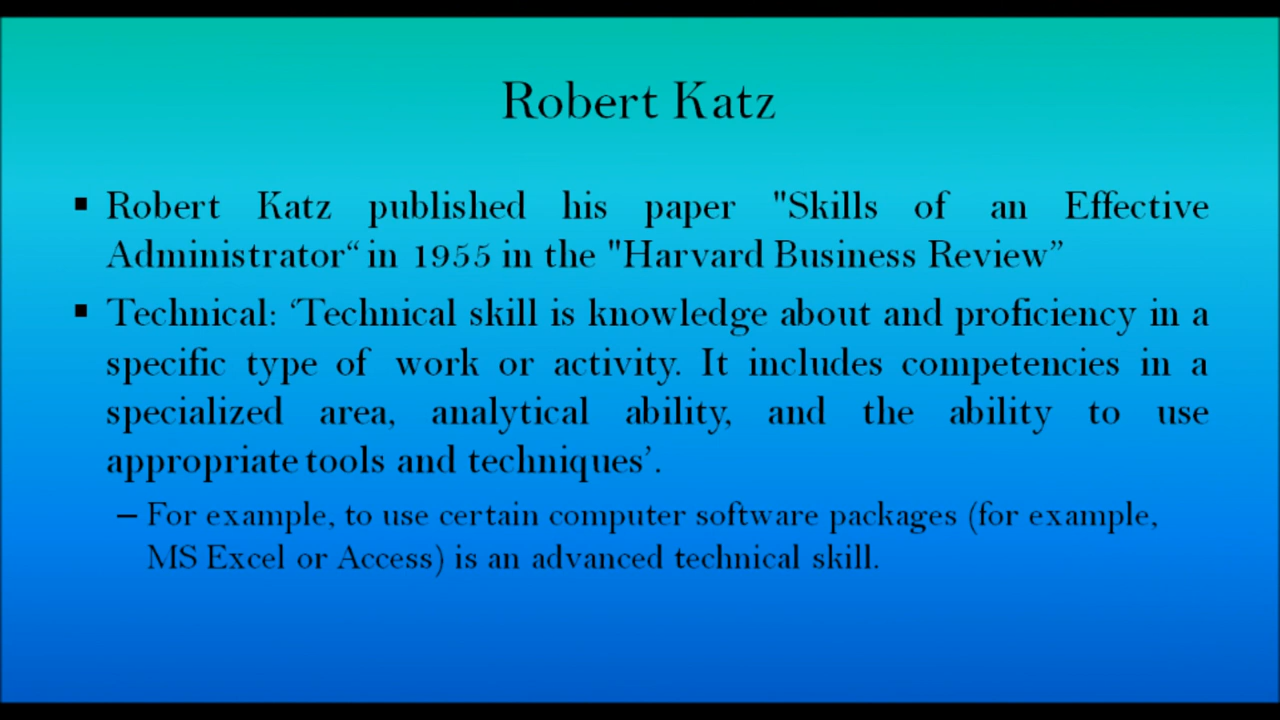 Robert Katz
▪ Robert Katz published his paper "Skills of an Effective
Administrator“ in 1955 in the "Harvard Business Review”
▪ Technical: ‘Technical skill is knowledge about and proficiency in a
specific type of work or activity. It includes competencies in a
specialized area, analytical ability, and the ability to use
appropriate tools and techniques’.
– For example, to use certain computer software packages (for example,
MS Excel or Access) is an advanced technical skill.